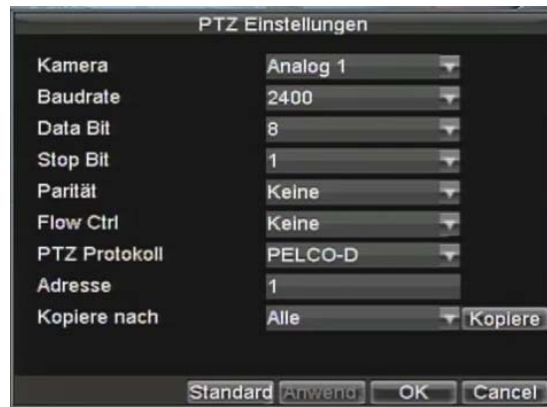 PTZ Einstellungen
Kamera Analog 1
Baudrate 2400
Data Bit 8
Stop Bit 1
Parität Keine
Flow Ctrl Keine
PTZ Protokoll PELCO-D
Adresse 1
Kopiere nach Alle Kopiere
Standard Anwend. OK Cancel